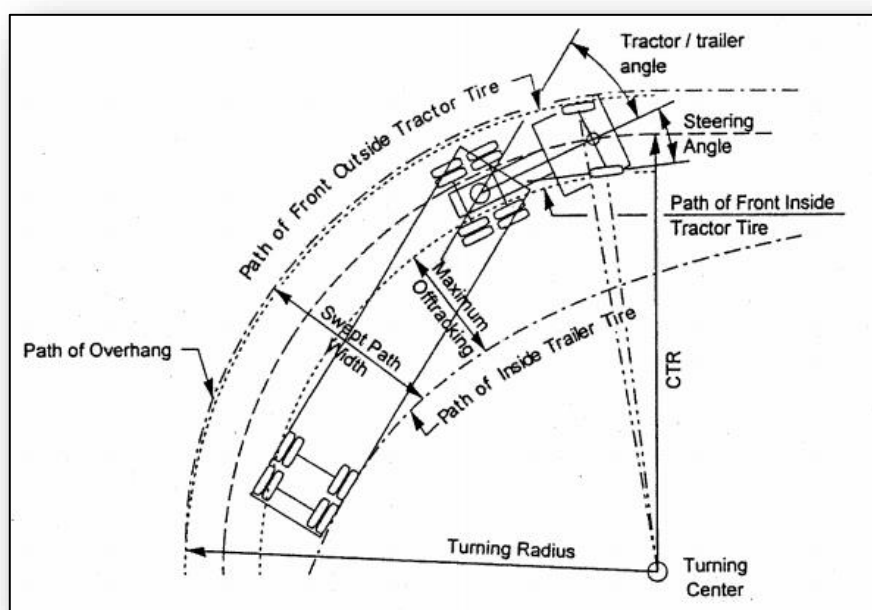 Tractor / trailer
angle
Path of Front Outside Tractor Tire
Steering
Angle
Path of Front Inside
Tractor Tire
Maximum
Offtracking
Swept Path
Width
Path of Inside Trailer Tire
Path of Overhang
CTR
Turning Radius
Turning
Center